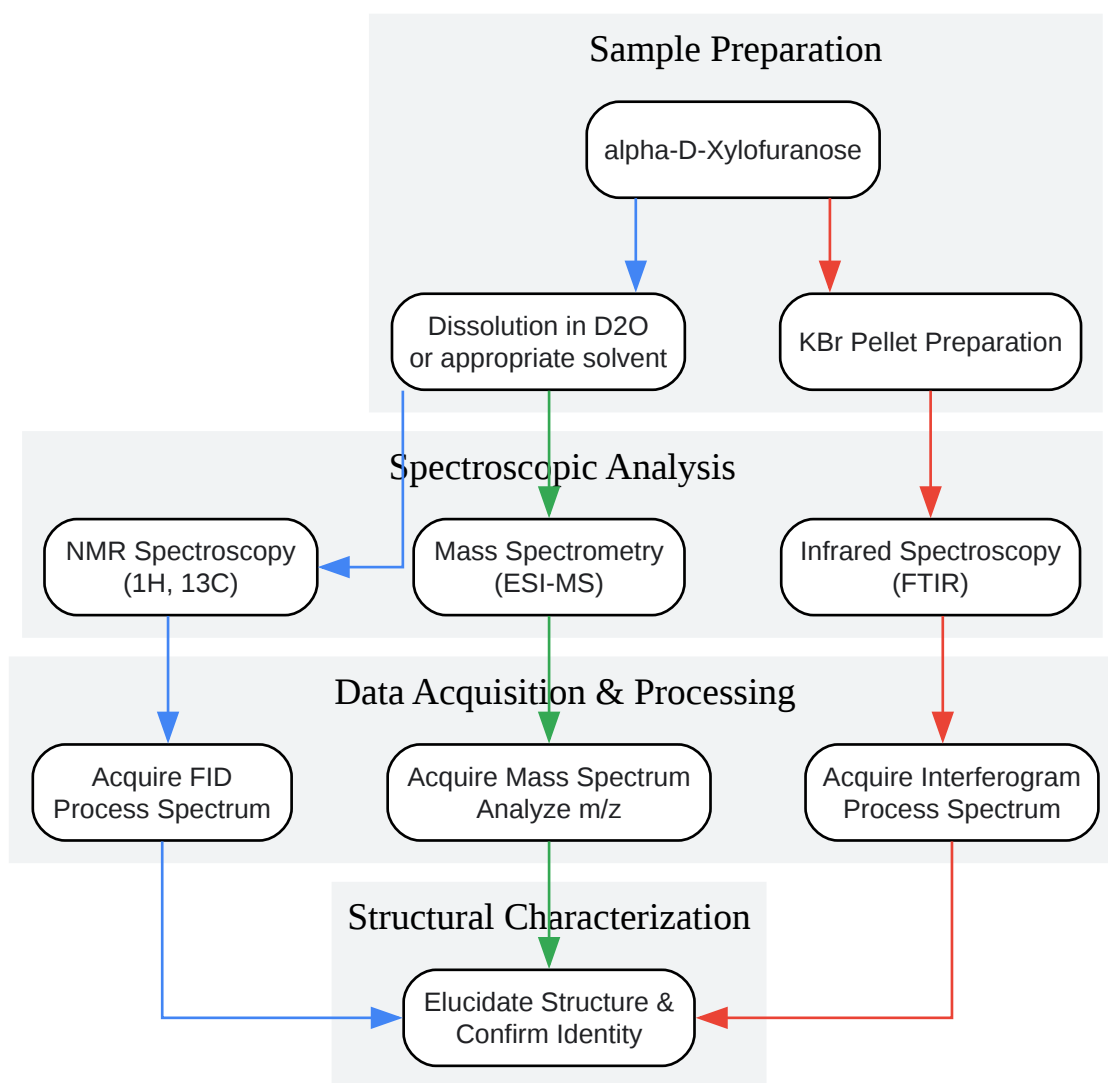 Sample Preparation
alpha-D-Xylofuranose
Dissolution in D2O
or appropriate solvent
KBr Pellet Preparation
Spectroscopic Analysis
NMR Spectroscopy
(1H, 13C)
Mass Spectrometry
(ESI-MS)
Infrared Spectroscopy
(FTIR)
Data Acquisition & Processing
Acquire FID
Process Spectrum
Acquire Mass Spectrum
Analyze m/z
Acquire Interferogram
Process Spectrum
Structural Characterization
Elucidate Structure &
Confirm Identity